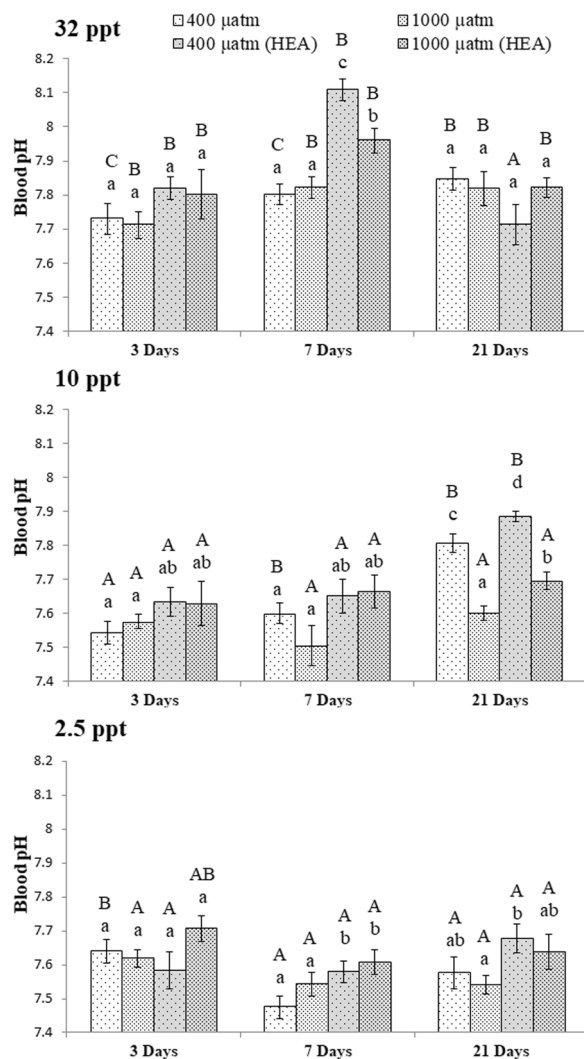 32 ppt
400 µatm
1000 µatm
400 µatm (HEA)
1000 µatm (HEA)
Blood pH
8.2
8.1
8
7.9
7.8
7.7
7.6
7.5
7.4
C
a
B
a
B
a
B
a
C
a
B
a
B
c
B
b
B
a
B
a
A
a
B
a
3 Days
7 Days
21 Days
10 ppt
Blood pH
8.2
8.1
8
7.9
7.8
7.7
7.6
7.5
7.4
A
a
A
a
A
ab
A
ab
B
a
A
a
A
ab
A
ab
B
c
A
a
B
d
A
b
3 Days
7 Days
21 Days
2.5 ppt
Blood pH
8.2
8.1
8
7.9
7.8
7.7
7.6
7.5
7.4
B
a
A
a
A
a
AB
a
A
a
A
a
A
b
A
b
A
ab
A
a
A
b
A
ab
3 Days
7 Days
21 Days